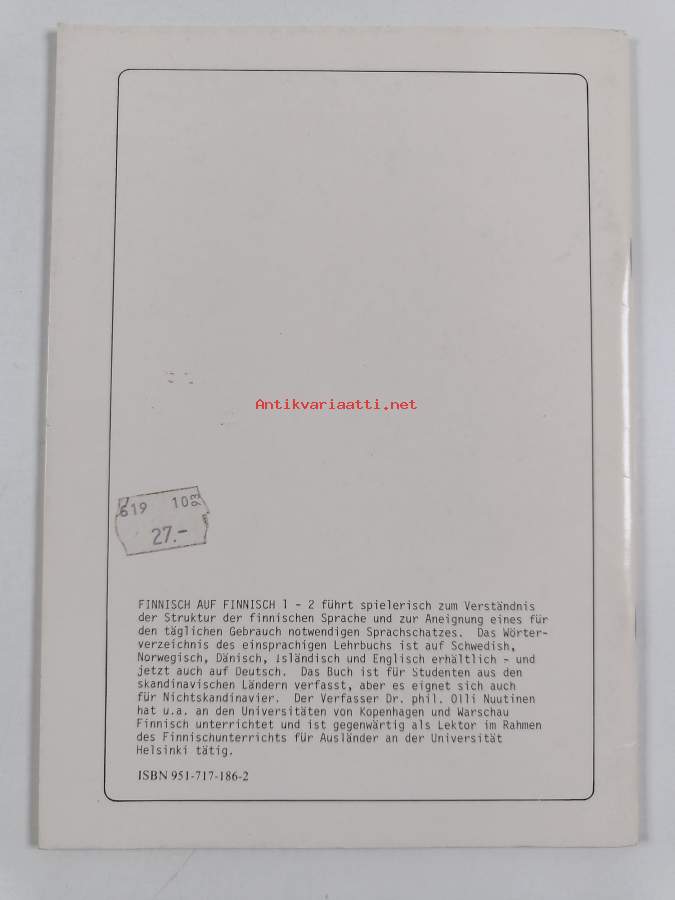 Antikvariaatti.net
619 1093
27.-
FINNISCH AUF FINNISCH 1 - 2 führt spielerisch zum Verständnis
der Struktur der finnischen Sprache und zur Aneignung eines für
den täglichen Gebrauch notwendigen Sprachschatzes. Das Wörter-
verzeichnis des einsprachigen Lehrbuchs ist auf Schwedish,
Norwegisch, Dänisch, Isländisch und Englisch erhältlich - und
jetzt auch auf Deutsch. Das Buch ist für Studenten aus den
skandinavischen Ländern verfasst, aber es eignet sich auch
für Nichtskandinavier. Der Verfasser Dr. phil. Olli Nuutinen
hat u.a. an den Universitäten von Kopenhagen und Warschau
Finnisch unterrichtet und ist gegenwärtig als Lektor im Rahmen
des Finnischunterrichts für Ausländer an der Universität
Helsinki tätig.
ISBN 951-717-186-2